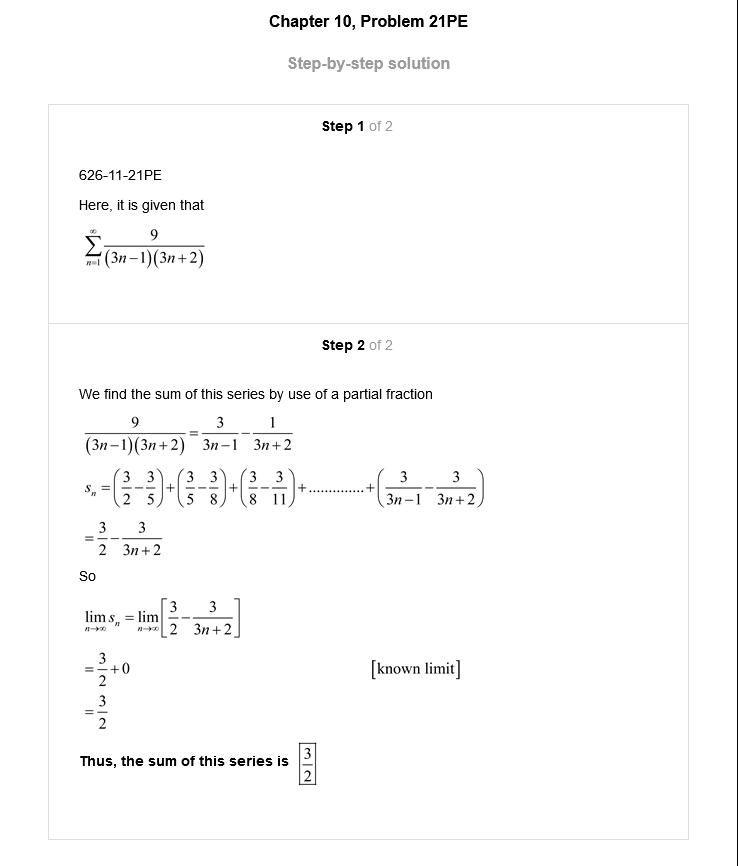 Chapter 10, Problem 21PE
Step-by-step solution
Step 1 of 2
626-11-21PE
Here, it is given that
\sum_{n=1}^{\infty} \frac{9}{(3n-1)(3n+2)}
Step 2 of 2
We find the sum of this series by use of a partial fraction
\frac{9}{(3n-1)(3n+2)} = \frac{3}{3n-1} - \frac{1}{3n+2}
s_n = \left(\frac{3}{2} - \frac{3}{5}\right) + \left(\frac{3}{5} - \frac{3}{8}\right) + \left(\frac{3}{8} - \frac{3}{11}\right) + .............. + \left(\frac{3}{3n-1} - \frac{3}{3n+2}\right)
= \frac{3}{2} - \frac{3}{3n+2}
So
\lim_{n \to \infty} s_n = \lim_{n \to \infty} \left[\frac{3}{2} - \frac{3}{3n+2}\right]
= \frac{3}{2} + 0 [known limit]
= \frac{3}{2}
Thus, the sum of this series is \boxed{\frac{3}{2}}